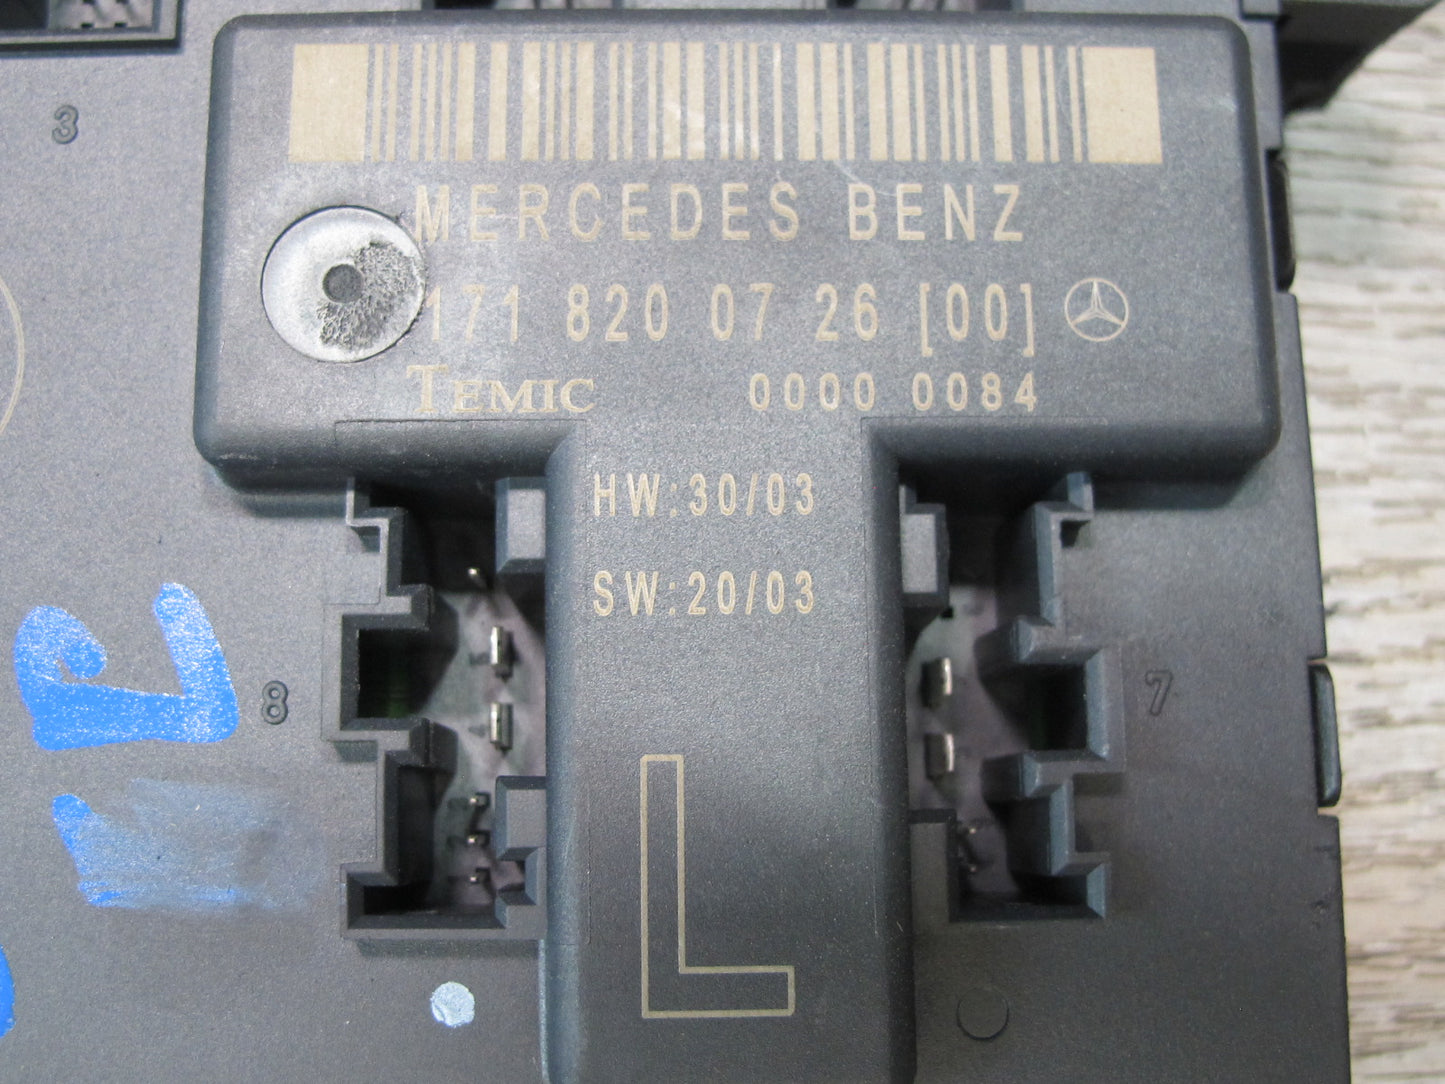 3
MERCEDES BENZ
171 820 07 26 [00]
TEMIC 0000 0084
HW:30/03
SW:20/03
8
7
L